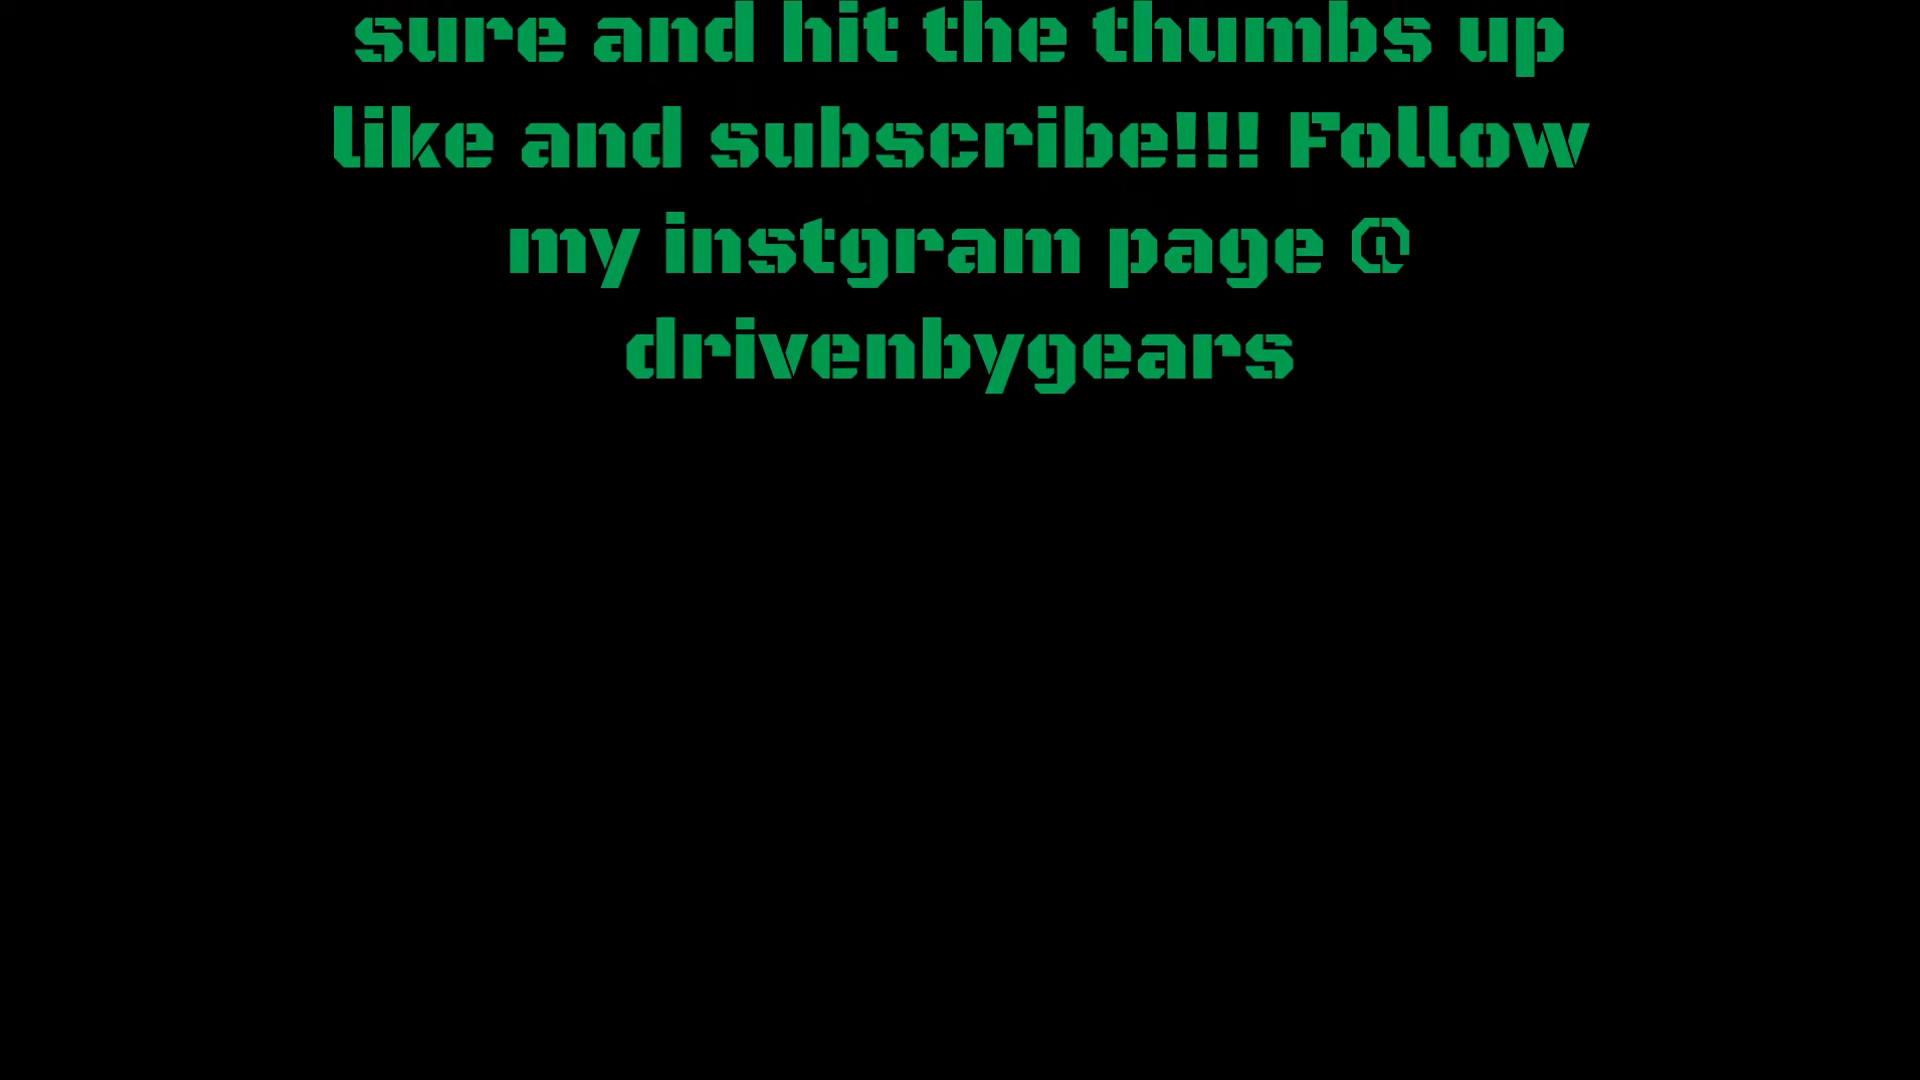 sure and hit the thumbs up
like and subscribe!!! Follow
my instgram page @
drivenbygears